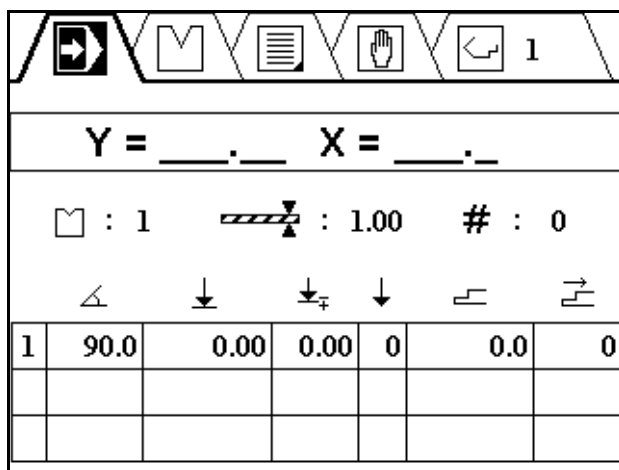 1
Y = ___.__ X = ___._
: 1 : 1.00 # : 0
1 90.0 0.00 0.00 0 0.0 0